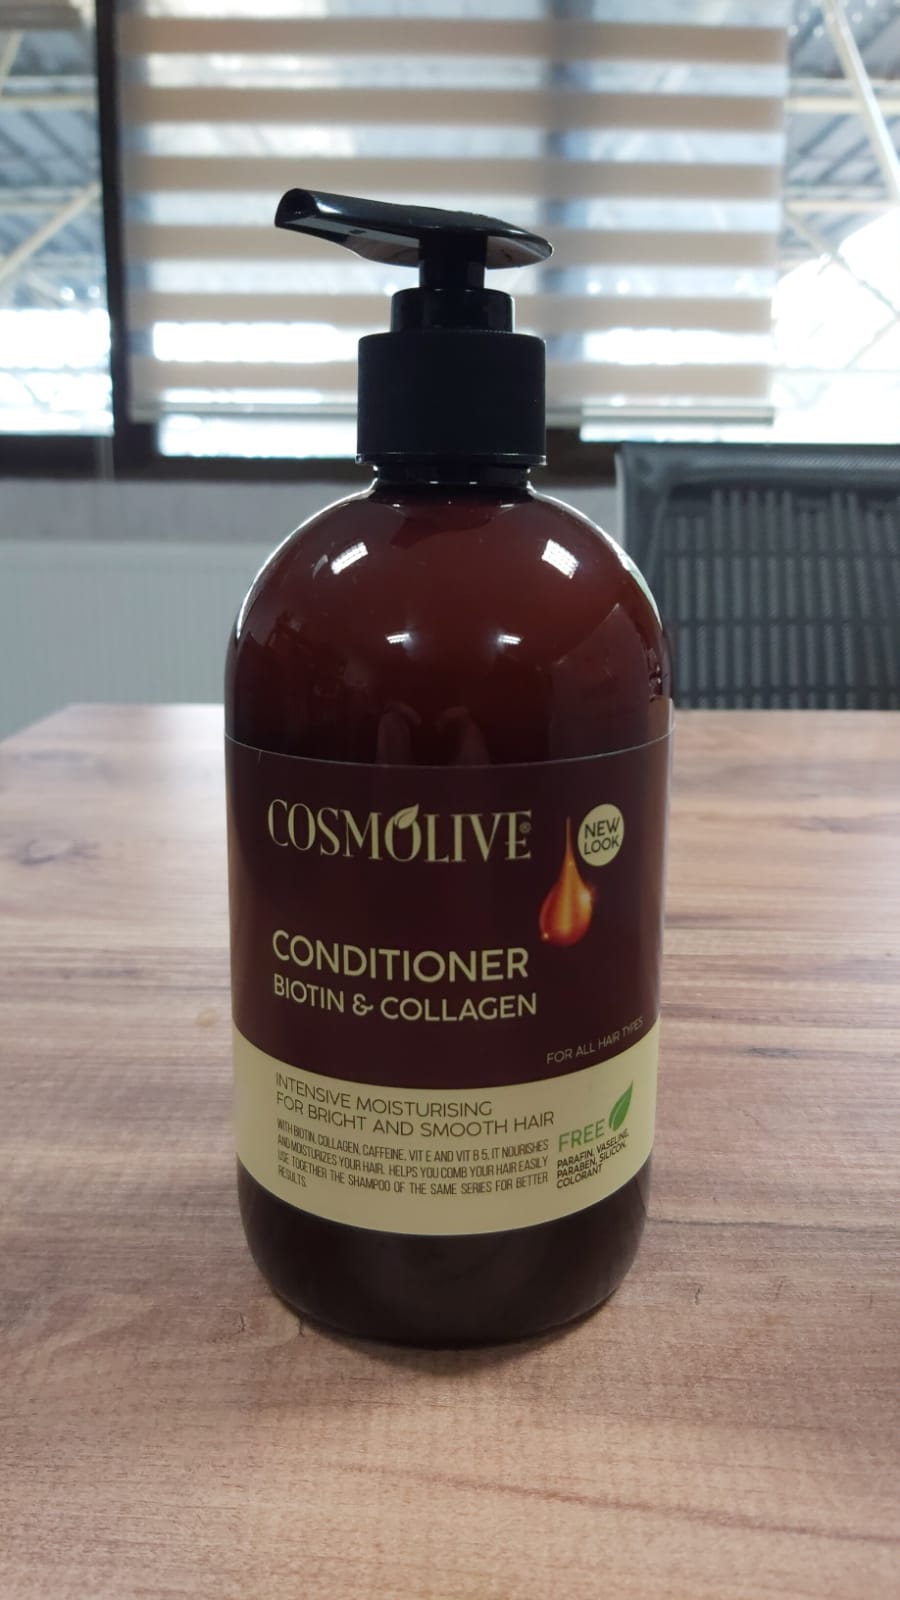 COSMOLIVE®
NEW
LOOK
CONDITIONER
BIOTIN & COLLAGEN
FOR ALL HAIR TYPES
INTENSIVE MOISTURISING
FOR BRIGHT AND SMOOTH HAIR
WITH BIOTIN, COLLAGEN, CAFFEINE, VIT E AND VIT B 5, IT NOURISHES
AND MOISTURIZES YOUR HAIR. HELPS YOU COMB YOUR HAIR EASILY
USE TOGETHER THE SHAMPOO OF THE SAME SERIES FOR BETTER
RESULTS.
FREE
PARAFIN, VASELINE,
PARABEN, SILICON,
COLORANT